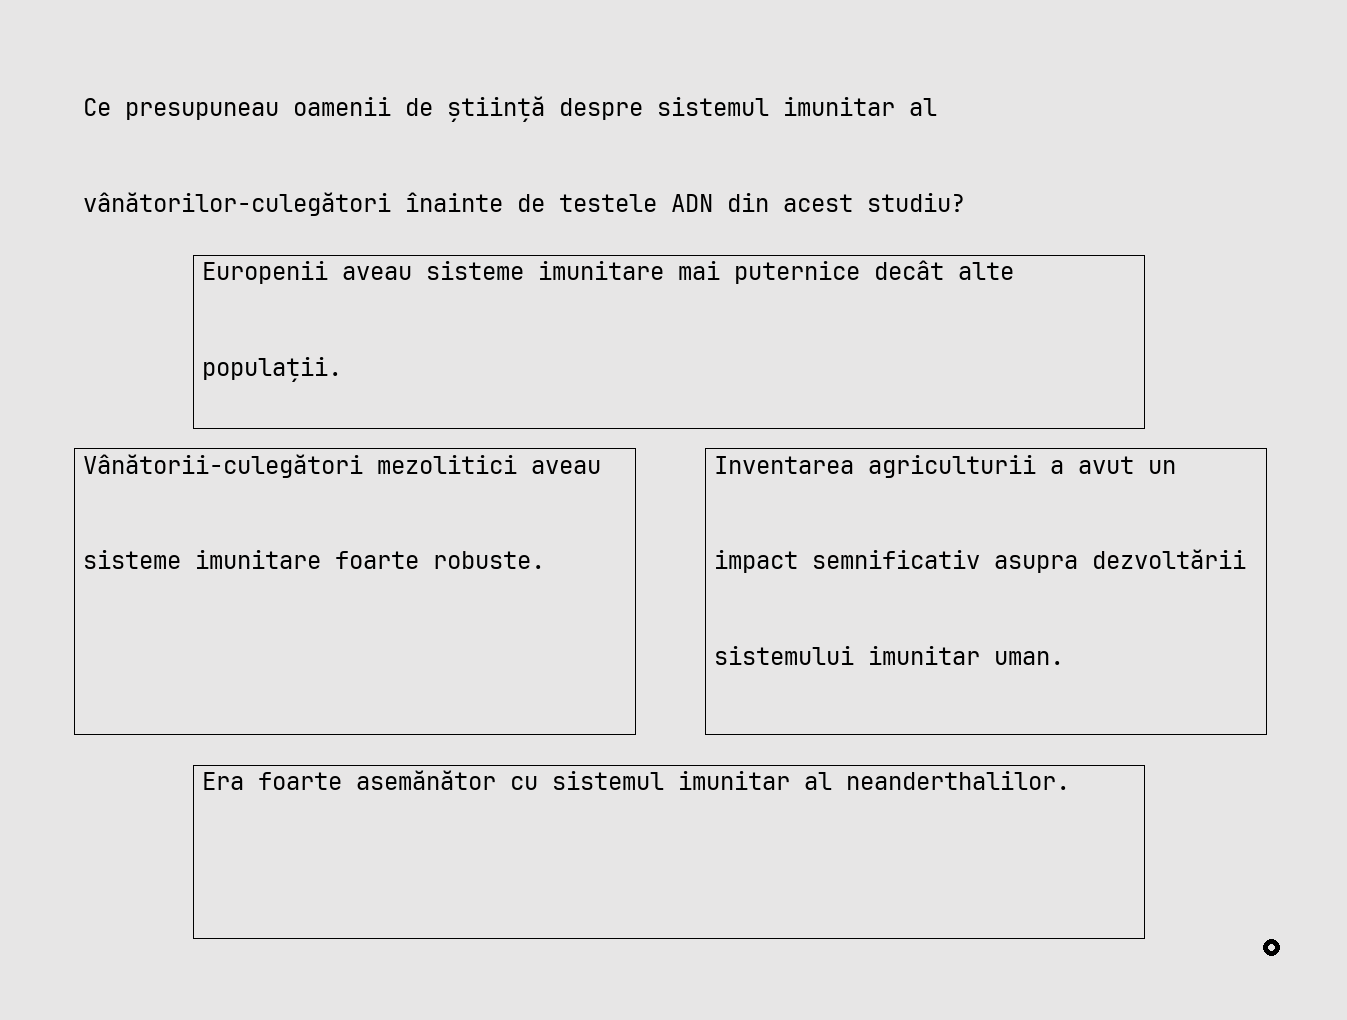 Ce presupuneau oamenii de știință despre sistemul imunitar al
vânătorilor-culegători înainte de testele ADN din acest studiu?
Europenii aveau sisteme imunitare mai puternice decât alte
populații.
Vânătorii-culegători mezolitici aveau
sisteme imunitare foarte robuste.
Inventarea agriculturii a avut un
impact semnificativ asupra dezvoltării
sistemului imunitar uman.
Era foarte asemănător cu sistemul imunitar al neanderthalilor.